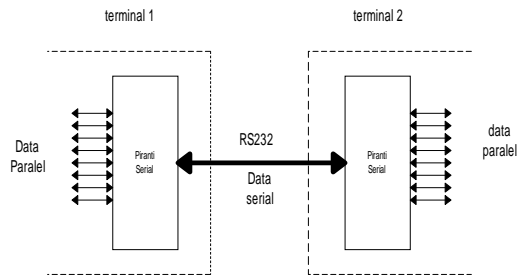 terminal 1
terminal 2
Data
Paralel
Piranti
Serial
RS232
Data
serial
Piranti
Serial
data
paralel